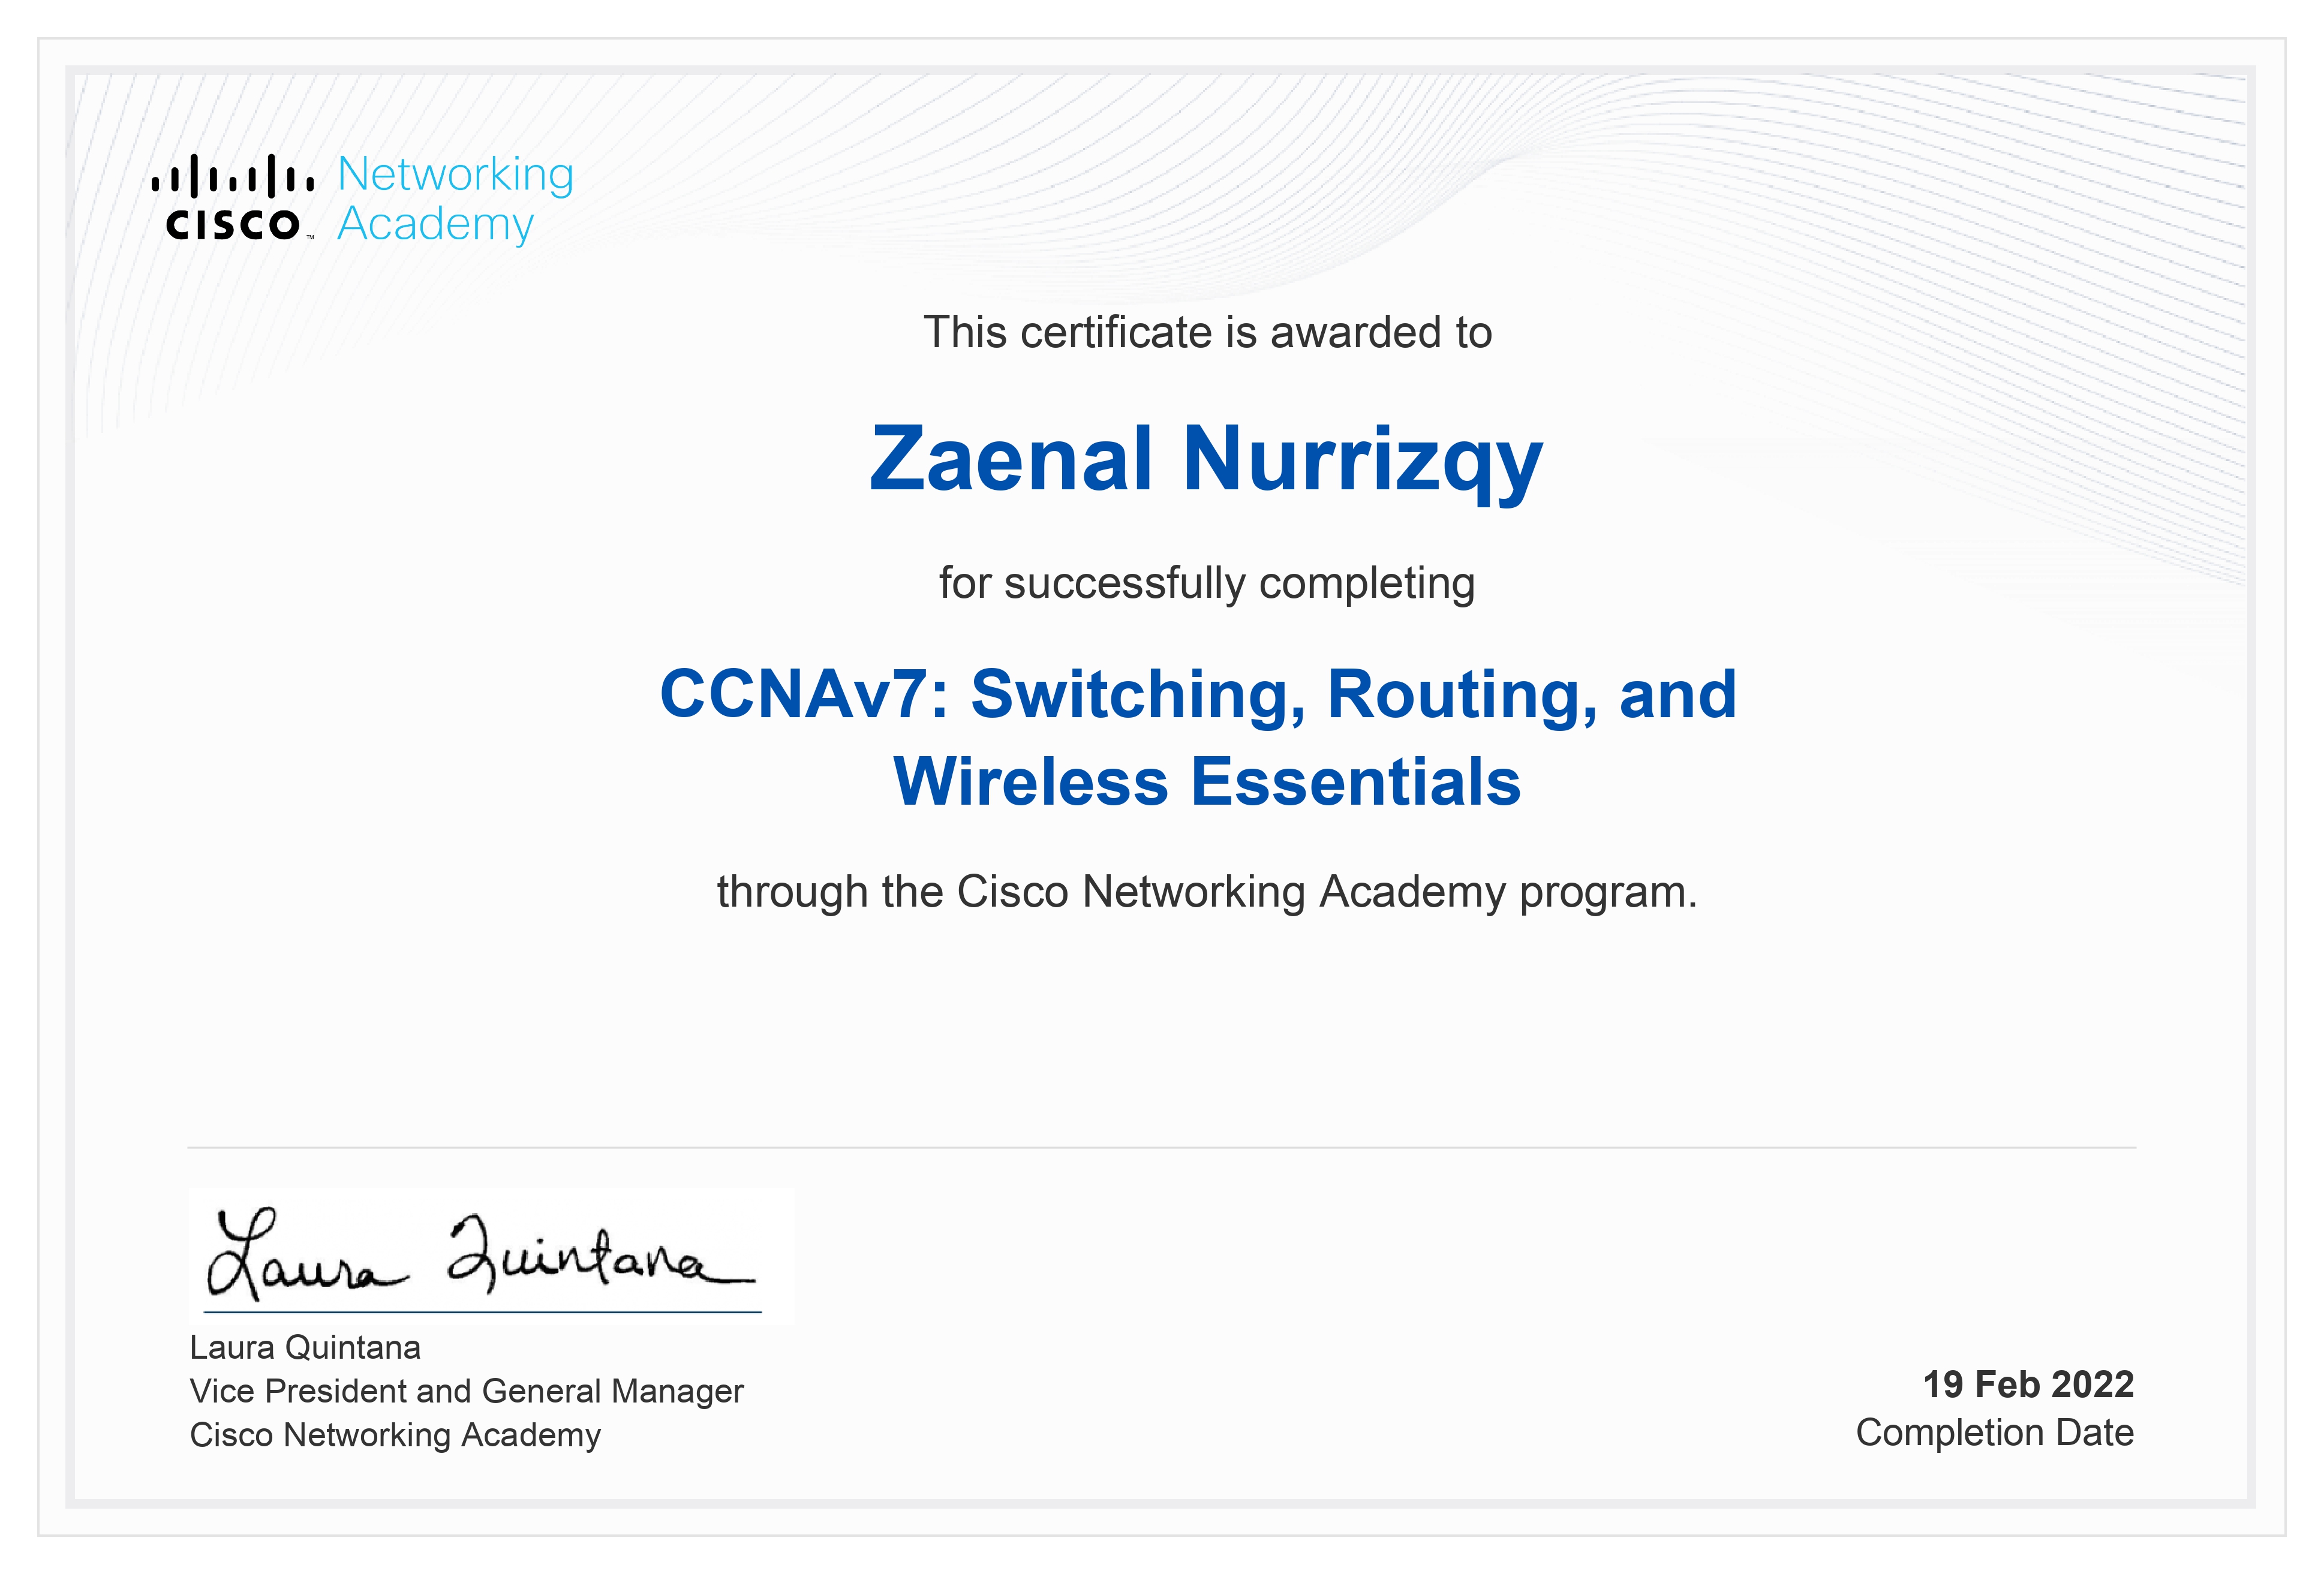 Networking
Academy
CISCO™
This certificate is awarded to
Zaenal Nurrizqy
for successfully completing
CCNAv7: Switching, Routing, and
Wireless Essentials
through the Cisco Networking Academy program.
Laura Quintana
Laura Quintana
Vice President and General Manager
Cisco Networking Academy
19 Feb 2022
Completion Date